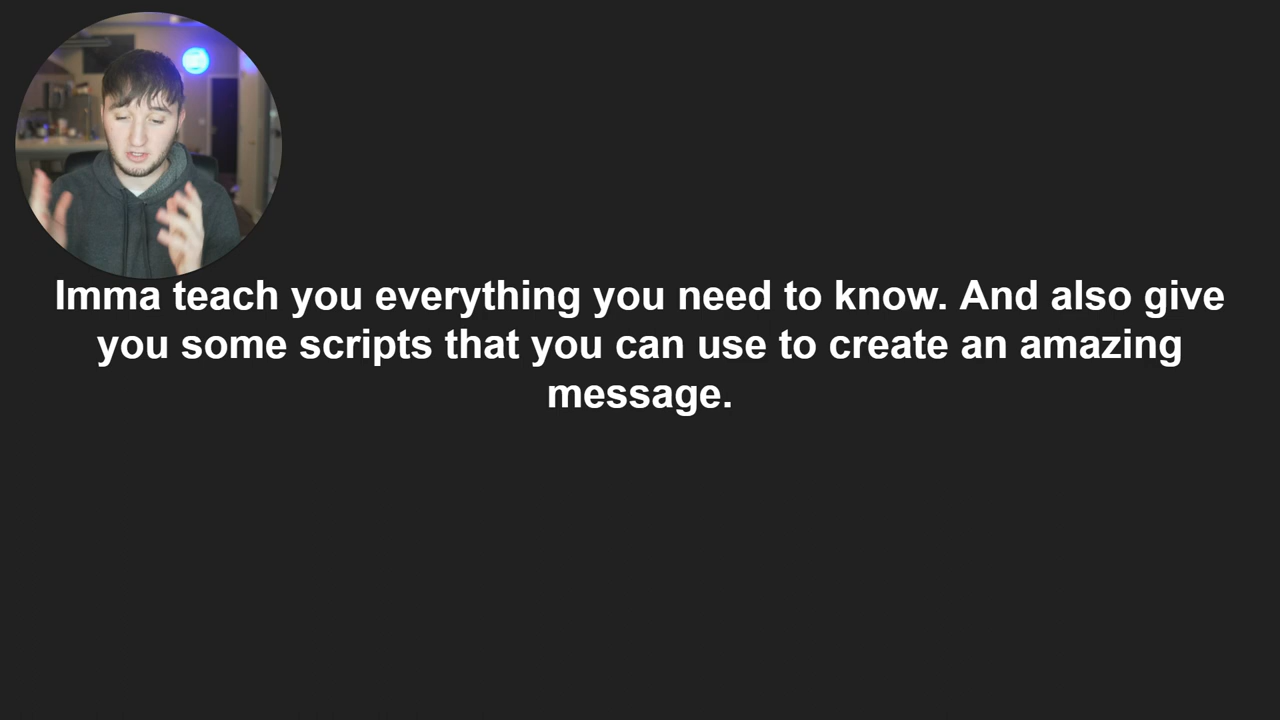 Imma teach you everything you need to know. And also give
you some scripts that you can use to create an amazing
message.